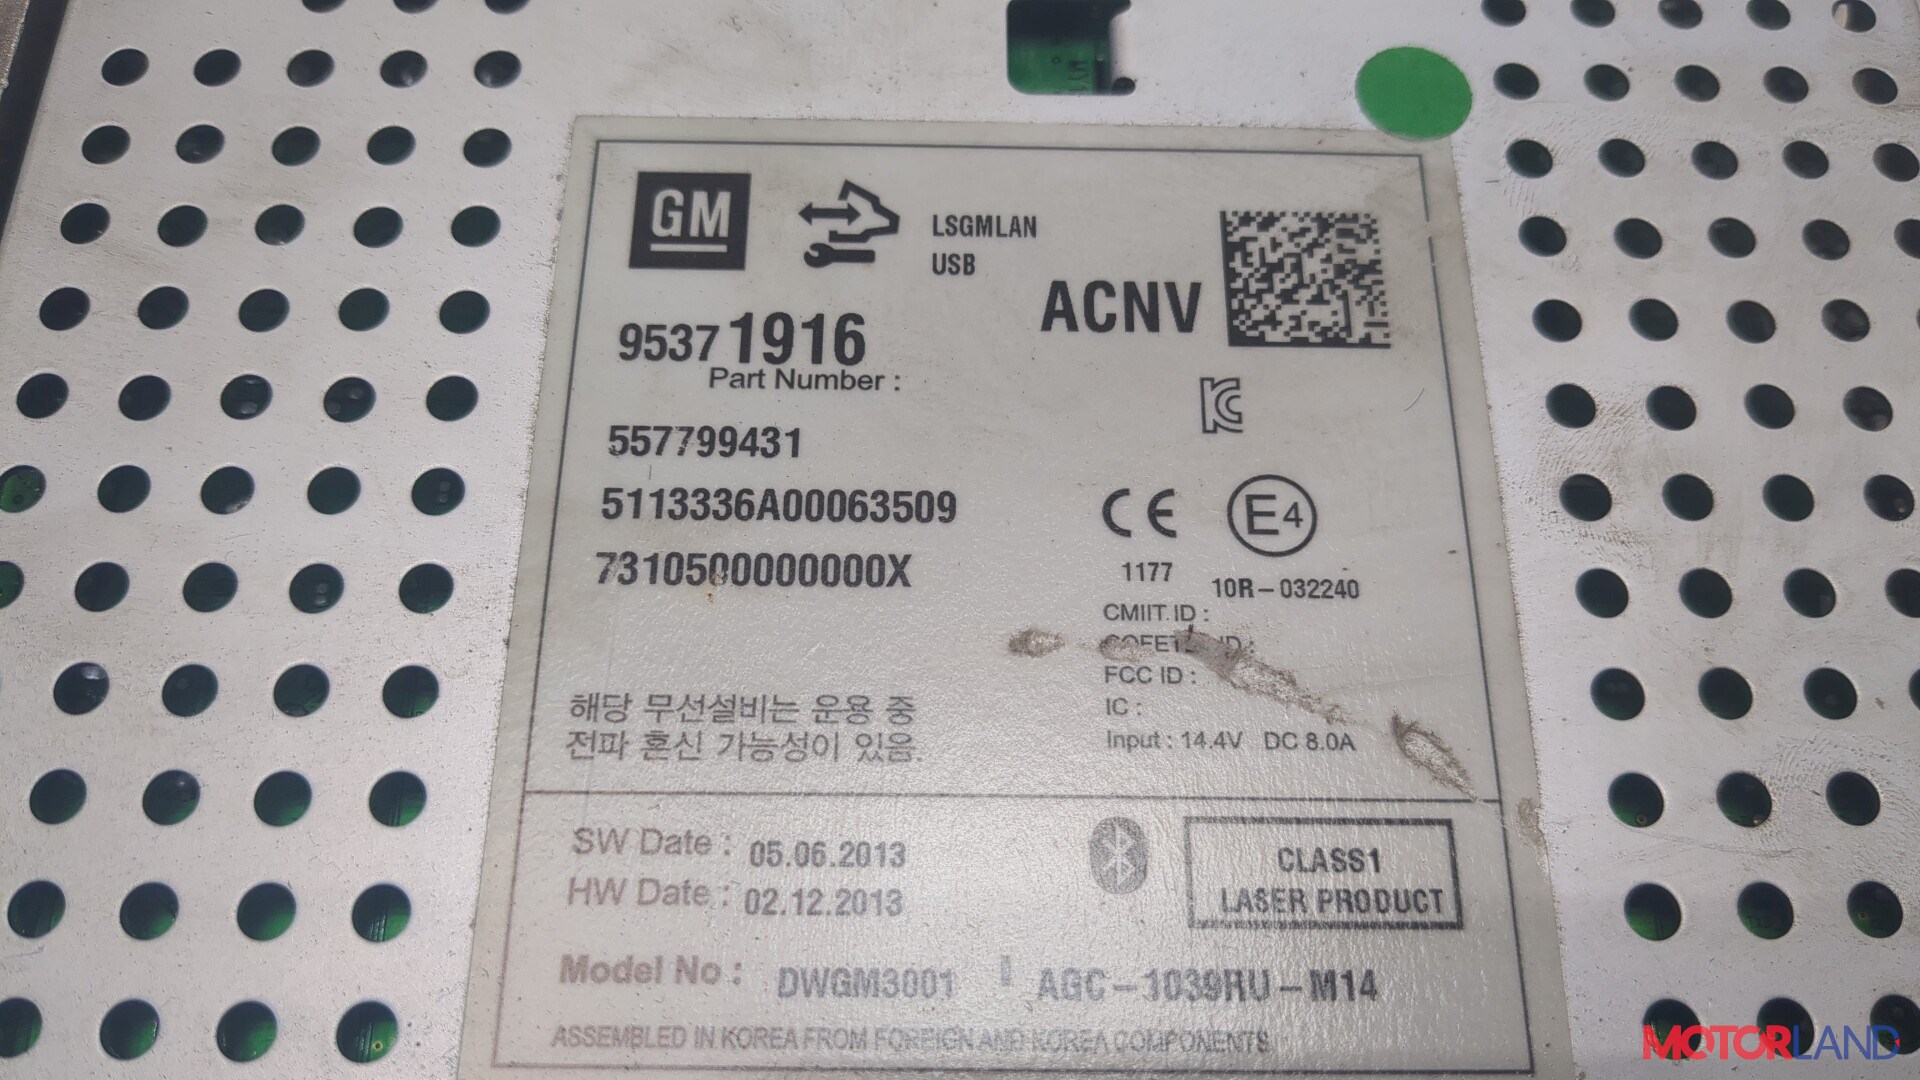 GM
LSGMLAN
USB
ACNV
95371916
Part Number :
557799431
5113336A00063509
7310500000000X
CE
1177
E4
10R-032240
CMIIT. ID :
FCC ID :
IC :
Input : 14.4V DC 8.0A
해당 무선설비는 운용 중
전파 혼신 가능성이 있음.
SW Date : 05.06.2013
HW Date : 02.12.2013
CLASS1
LASER PRODUCT
Model No : DWGM3001 AGC-1039RU-M14
ASSEMBLED IN KOREA FROM FOREIGN AND KOREA COMPONENTS
MOTORLAND